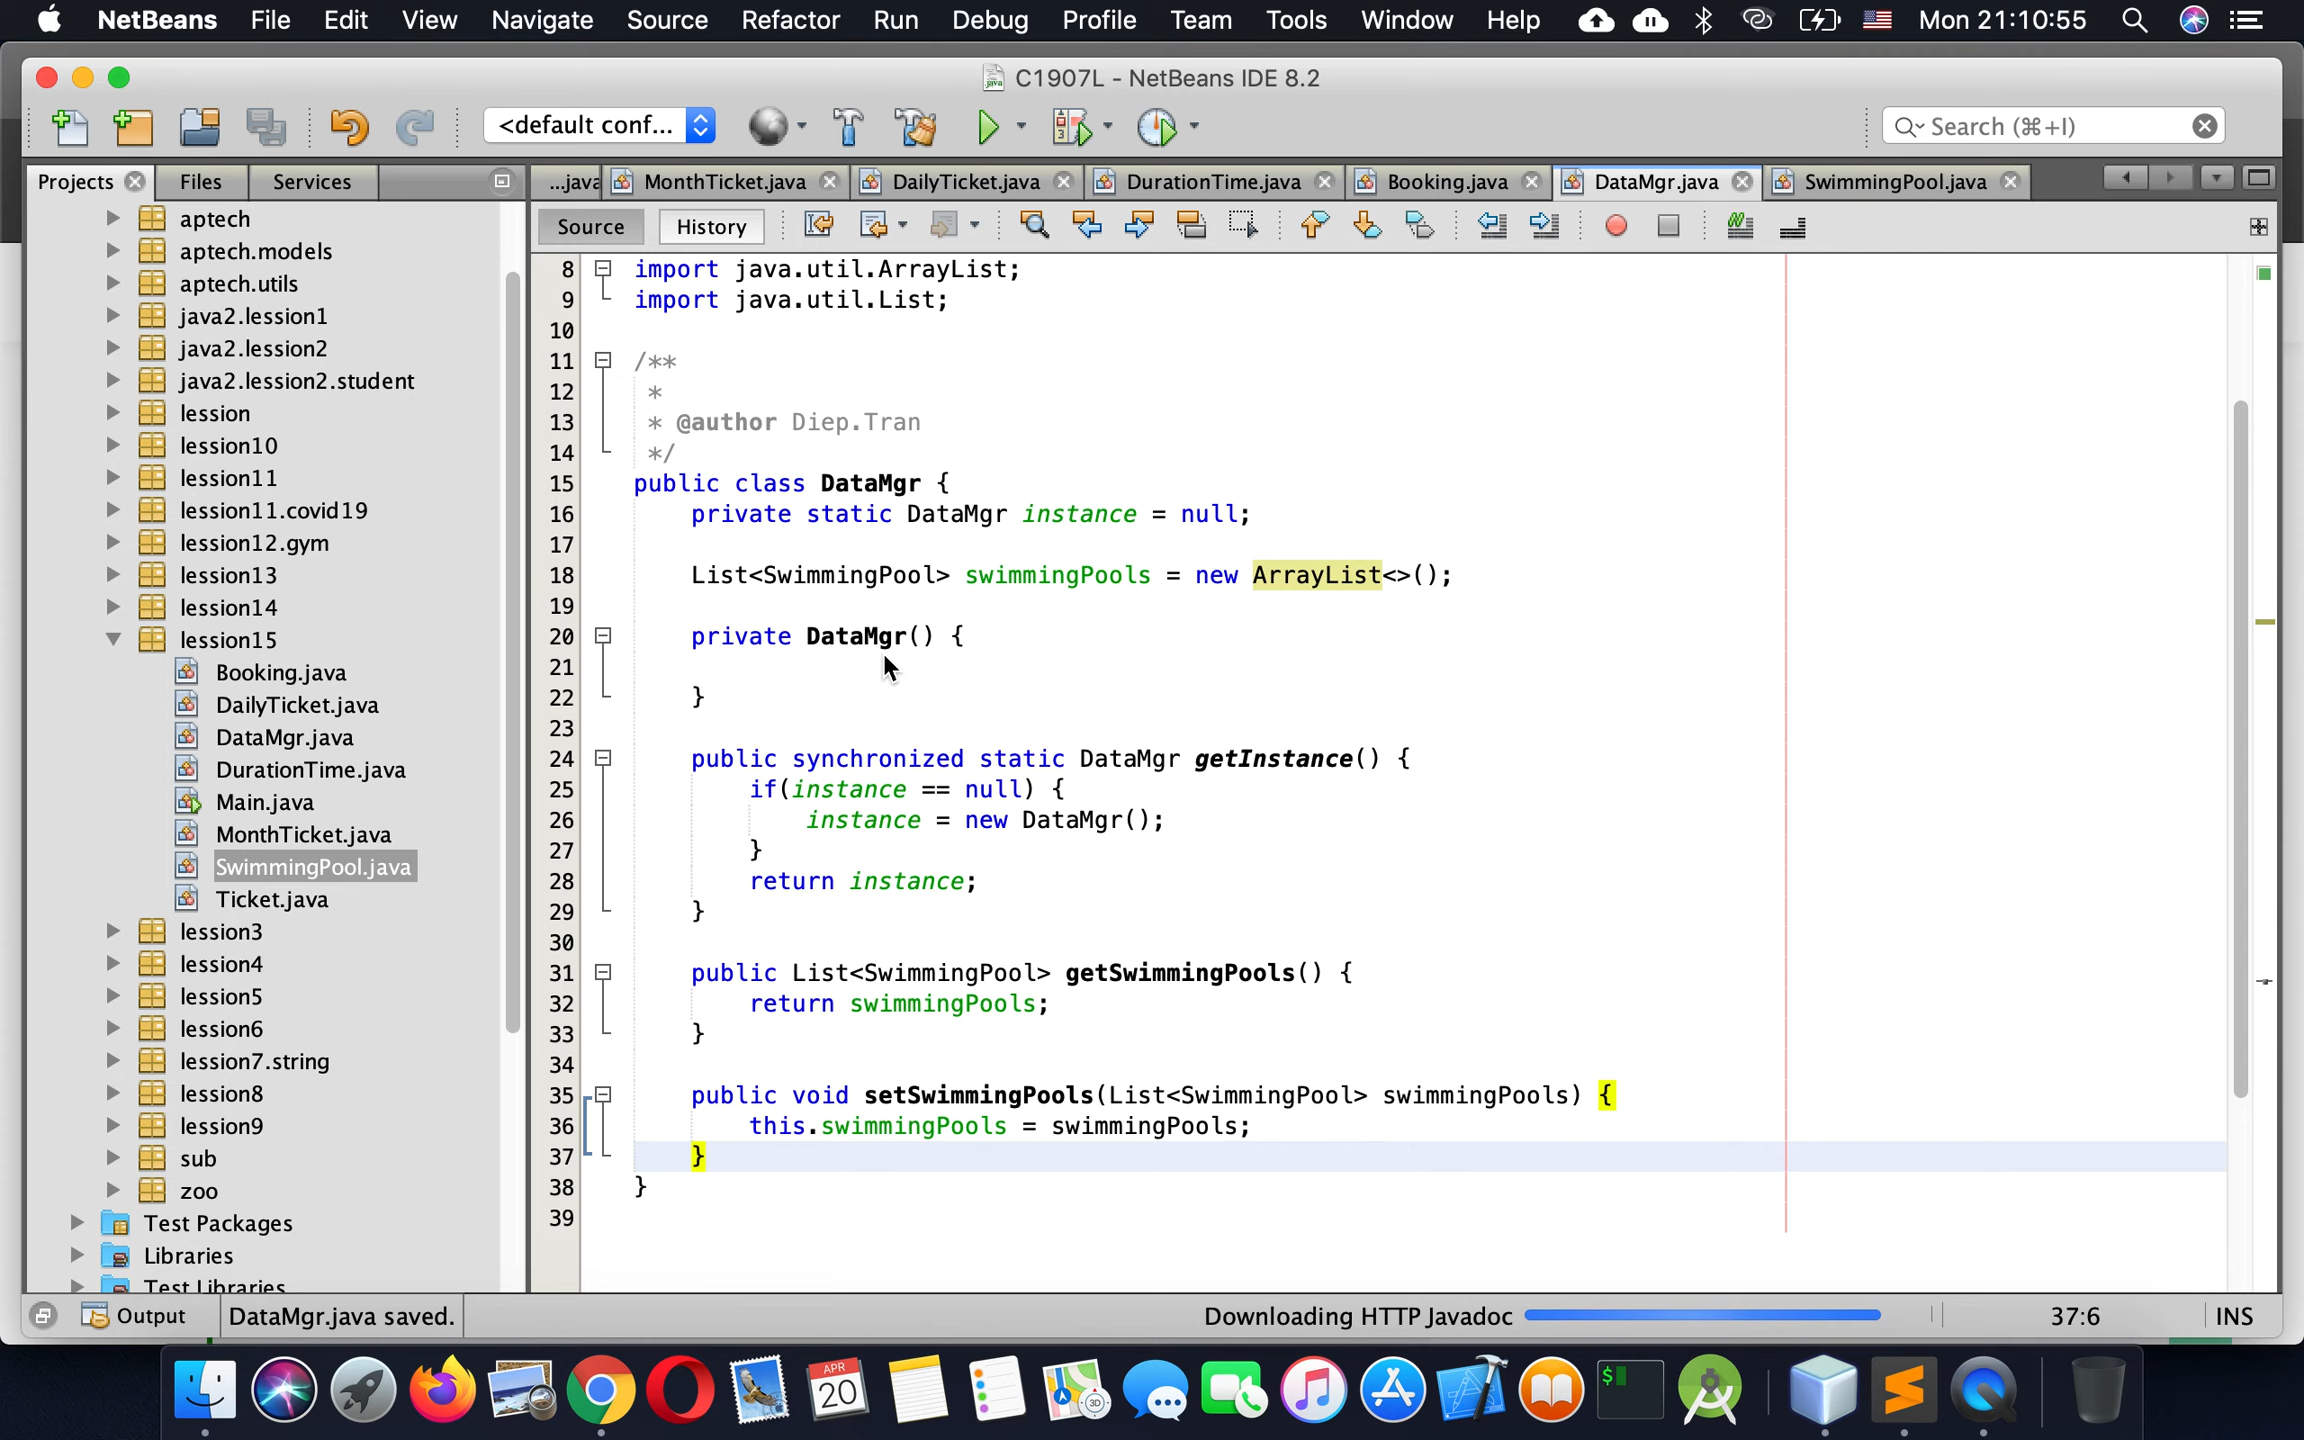 NetBeans File Edit View Navigate Source Refactor Run Debug Profile Team Tools Window Help Mon 21:10:55
C1907L - NetBeans IDE 8.2
<default conf... Search (⌘+I)
Projects Files Services
...java MonthTicket.java DailyTicket.java DurationTime.java Booking.java DataMgr.java SwimmingPool.java
Source History
aptech
aptech.models
aptech.utils
java2.lession1
java2.lession2
java2.lession2.student
lession
lession10
lession11
lession11.covid19
lession12.gym
lession13
lession14
lession15
Booking.java
DailyTicket.java
DataMgr.java
DurationTime.java
Main.java
MonthTicket.java
SwimmingPool.java
Ticket.java
lession3
lession4
lession5
lession6
lession7.string
lession8
lession9
sub
zoo
Test Packages
Libraries
Test Libraries
8 import java.util.ArrayList;
9 import java.util.List;
10
11 /**
12 *
13 * @author Diep.Tran
14 */
15 public class DataMgr {
16 private static DataMgr instance = null;
17
18 List<SwimmingPool> swimmingPools = new ArrayList<>();
19
20 private DataMgr() {
21
22 }
23
24 public synchronized static DataMgr getInstance() {
25 if(instance == null) {
26 instance = new DataMgr();
27 }
28 return instance;
29 }
30
31 public List<SwimmingPool> getSwimmingPools() {
32 return swimmingPools;
33 }
34
35 public void setSwimmingPools(List<SwimmingPool> swimmingPools) {
36 this.swimmingPools = swimmingPools;
37 }
38 }
39
Output DataMgr.java saved. Downloading HTTP Javadoc 37:6 INS
APR
20
3D
$